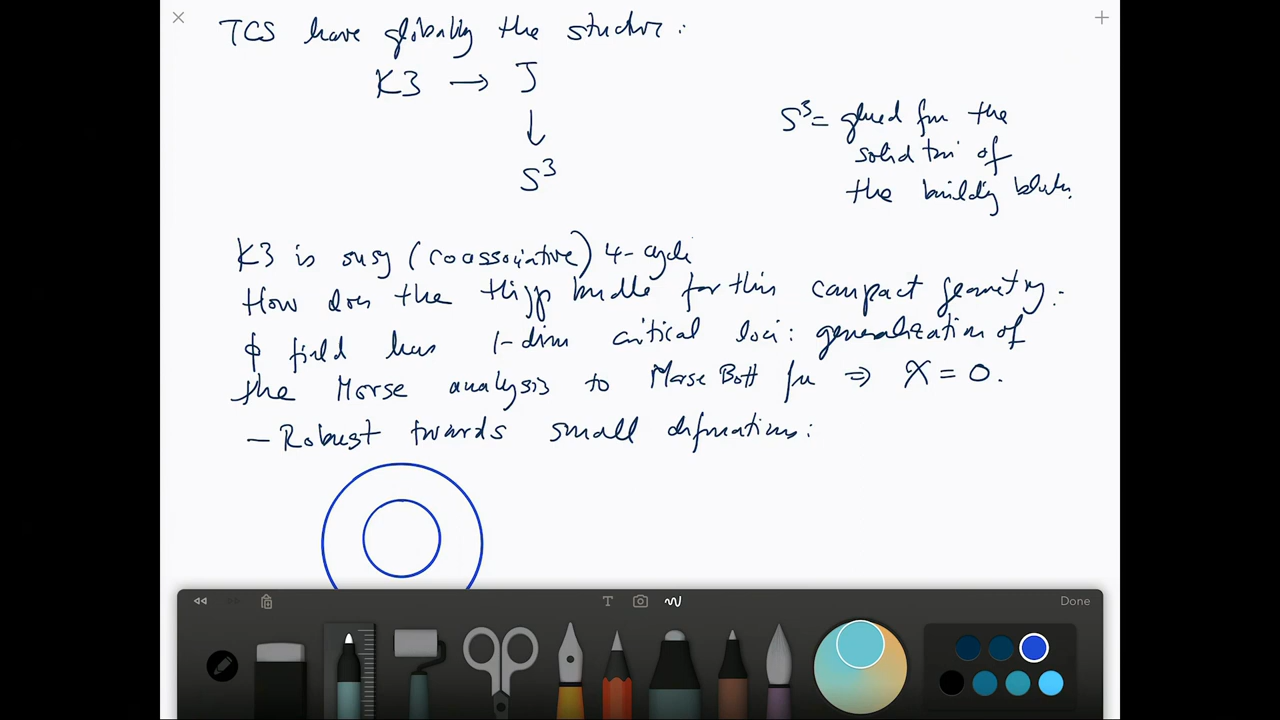 TCS have globally the structure:
K3 → J
↓
S³
S³ = glued from the
solid tori of
the building blocks.
K3 is susy (coassociative) 4-cycle
How does the Higgs bundle for this compact geometry:
ϕ field has 1-dim critical loci: generalization of
the Morse analysis to Morse Bott fn ⇒ χ = 0.
- Robust towards small deformations:
T
Done